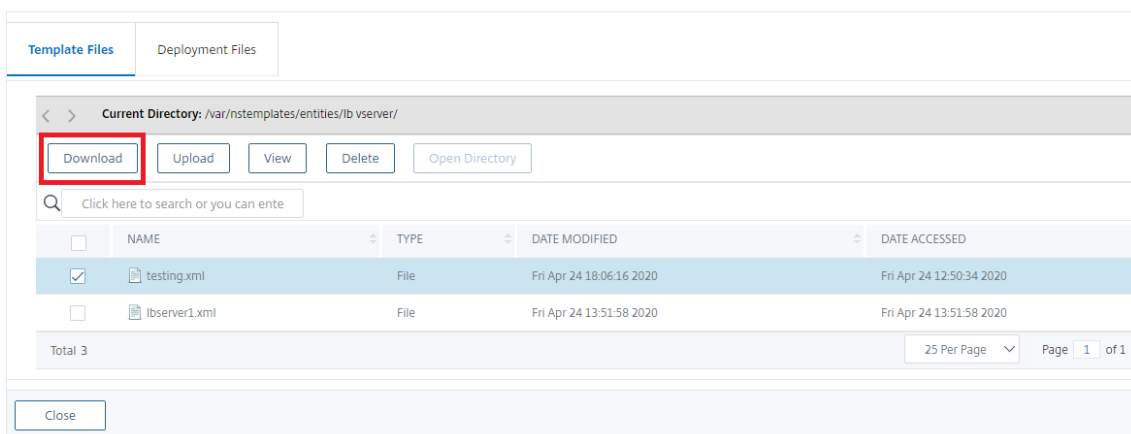 Template Files Deployment Files
Current Directory: /var/nstemplates/entities/lb vserver/
Download Upload View Delete Open Directory
Click here to search or you can ente
NAME TYPE DATE MODIFIED DATE ACCESSED
testing.xml File Fri Apr 24 18:06:16 2020 Fri Apr 24 12:50:34 2020
lbserver1.xml File Fri Apr 24 13:51:58 2020 Fri Apr 24 13:51:58 2020
Total 3 25 Per Page Page 1 of 1
Close